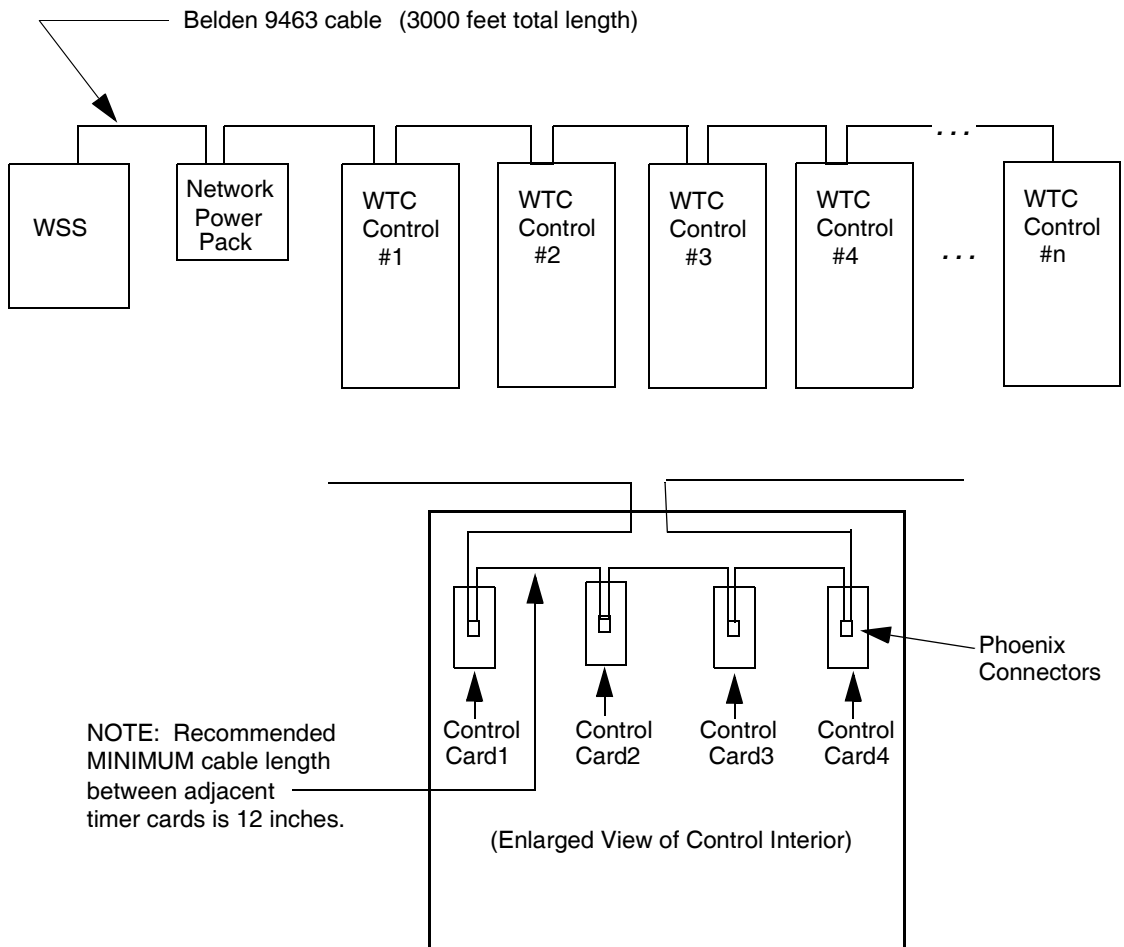 Belden 9463 cable (3000 feet total length)
WSS
Network
Power
Pack
WTC
Control
#1
WTC
Control
#2
WTC
Control
#3
WTC
Control
#4
. . .
. . .
WTC
Control
#n
Phoenix
Connectors
Control
Card1
Control
Card2
Control
Card3
Control
Card4
NOTE: Recommended
MINIMUM cable length
between adjacent
timer cards is 12 inches.
(Enlarged View of Control Interior)